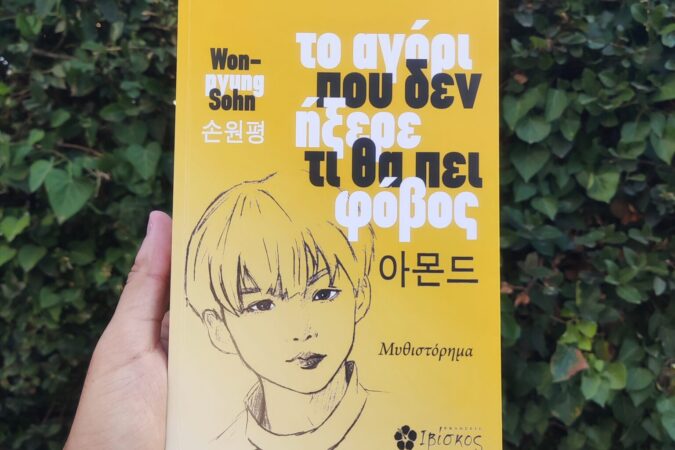 Won-
pyung
Sohn
손원평
το αγόρι
που δεν
ήξερε
τι θα πει
φόβος
아몬드
Μυθιστόρημα
ΕΚΔΟΣΕΙΣ
Ιβίσκος